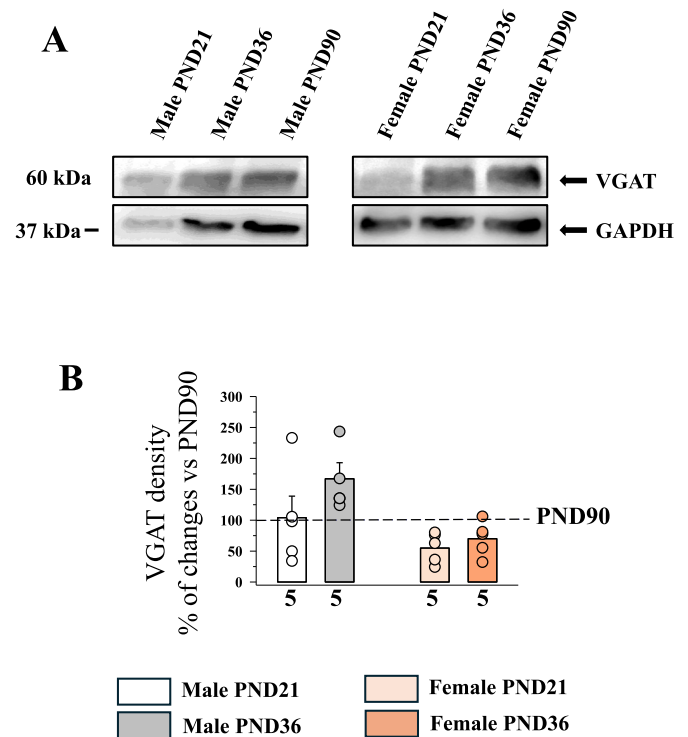 A
Male PND21
Male PND36
Male PND90
Female PND21
Female PND36
Female PND90
60 kDa
VGAT
37 kDa
GAPDH
B
VGAT density
% of changes vs PND90
300
250
200
150
100
50
0
PND90
5 5 5 5
Male PND21
Female PND21
Male PND36
Female PND36